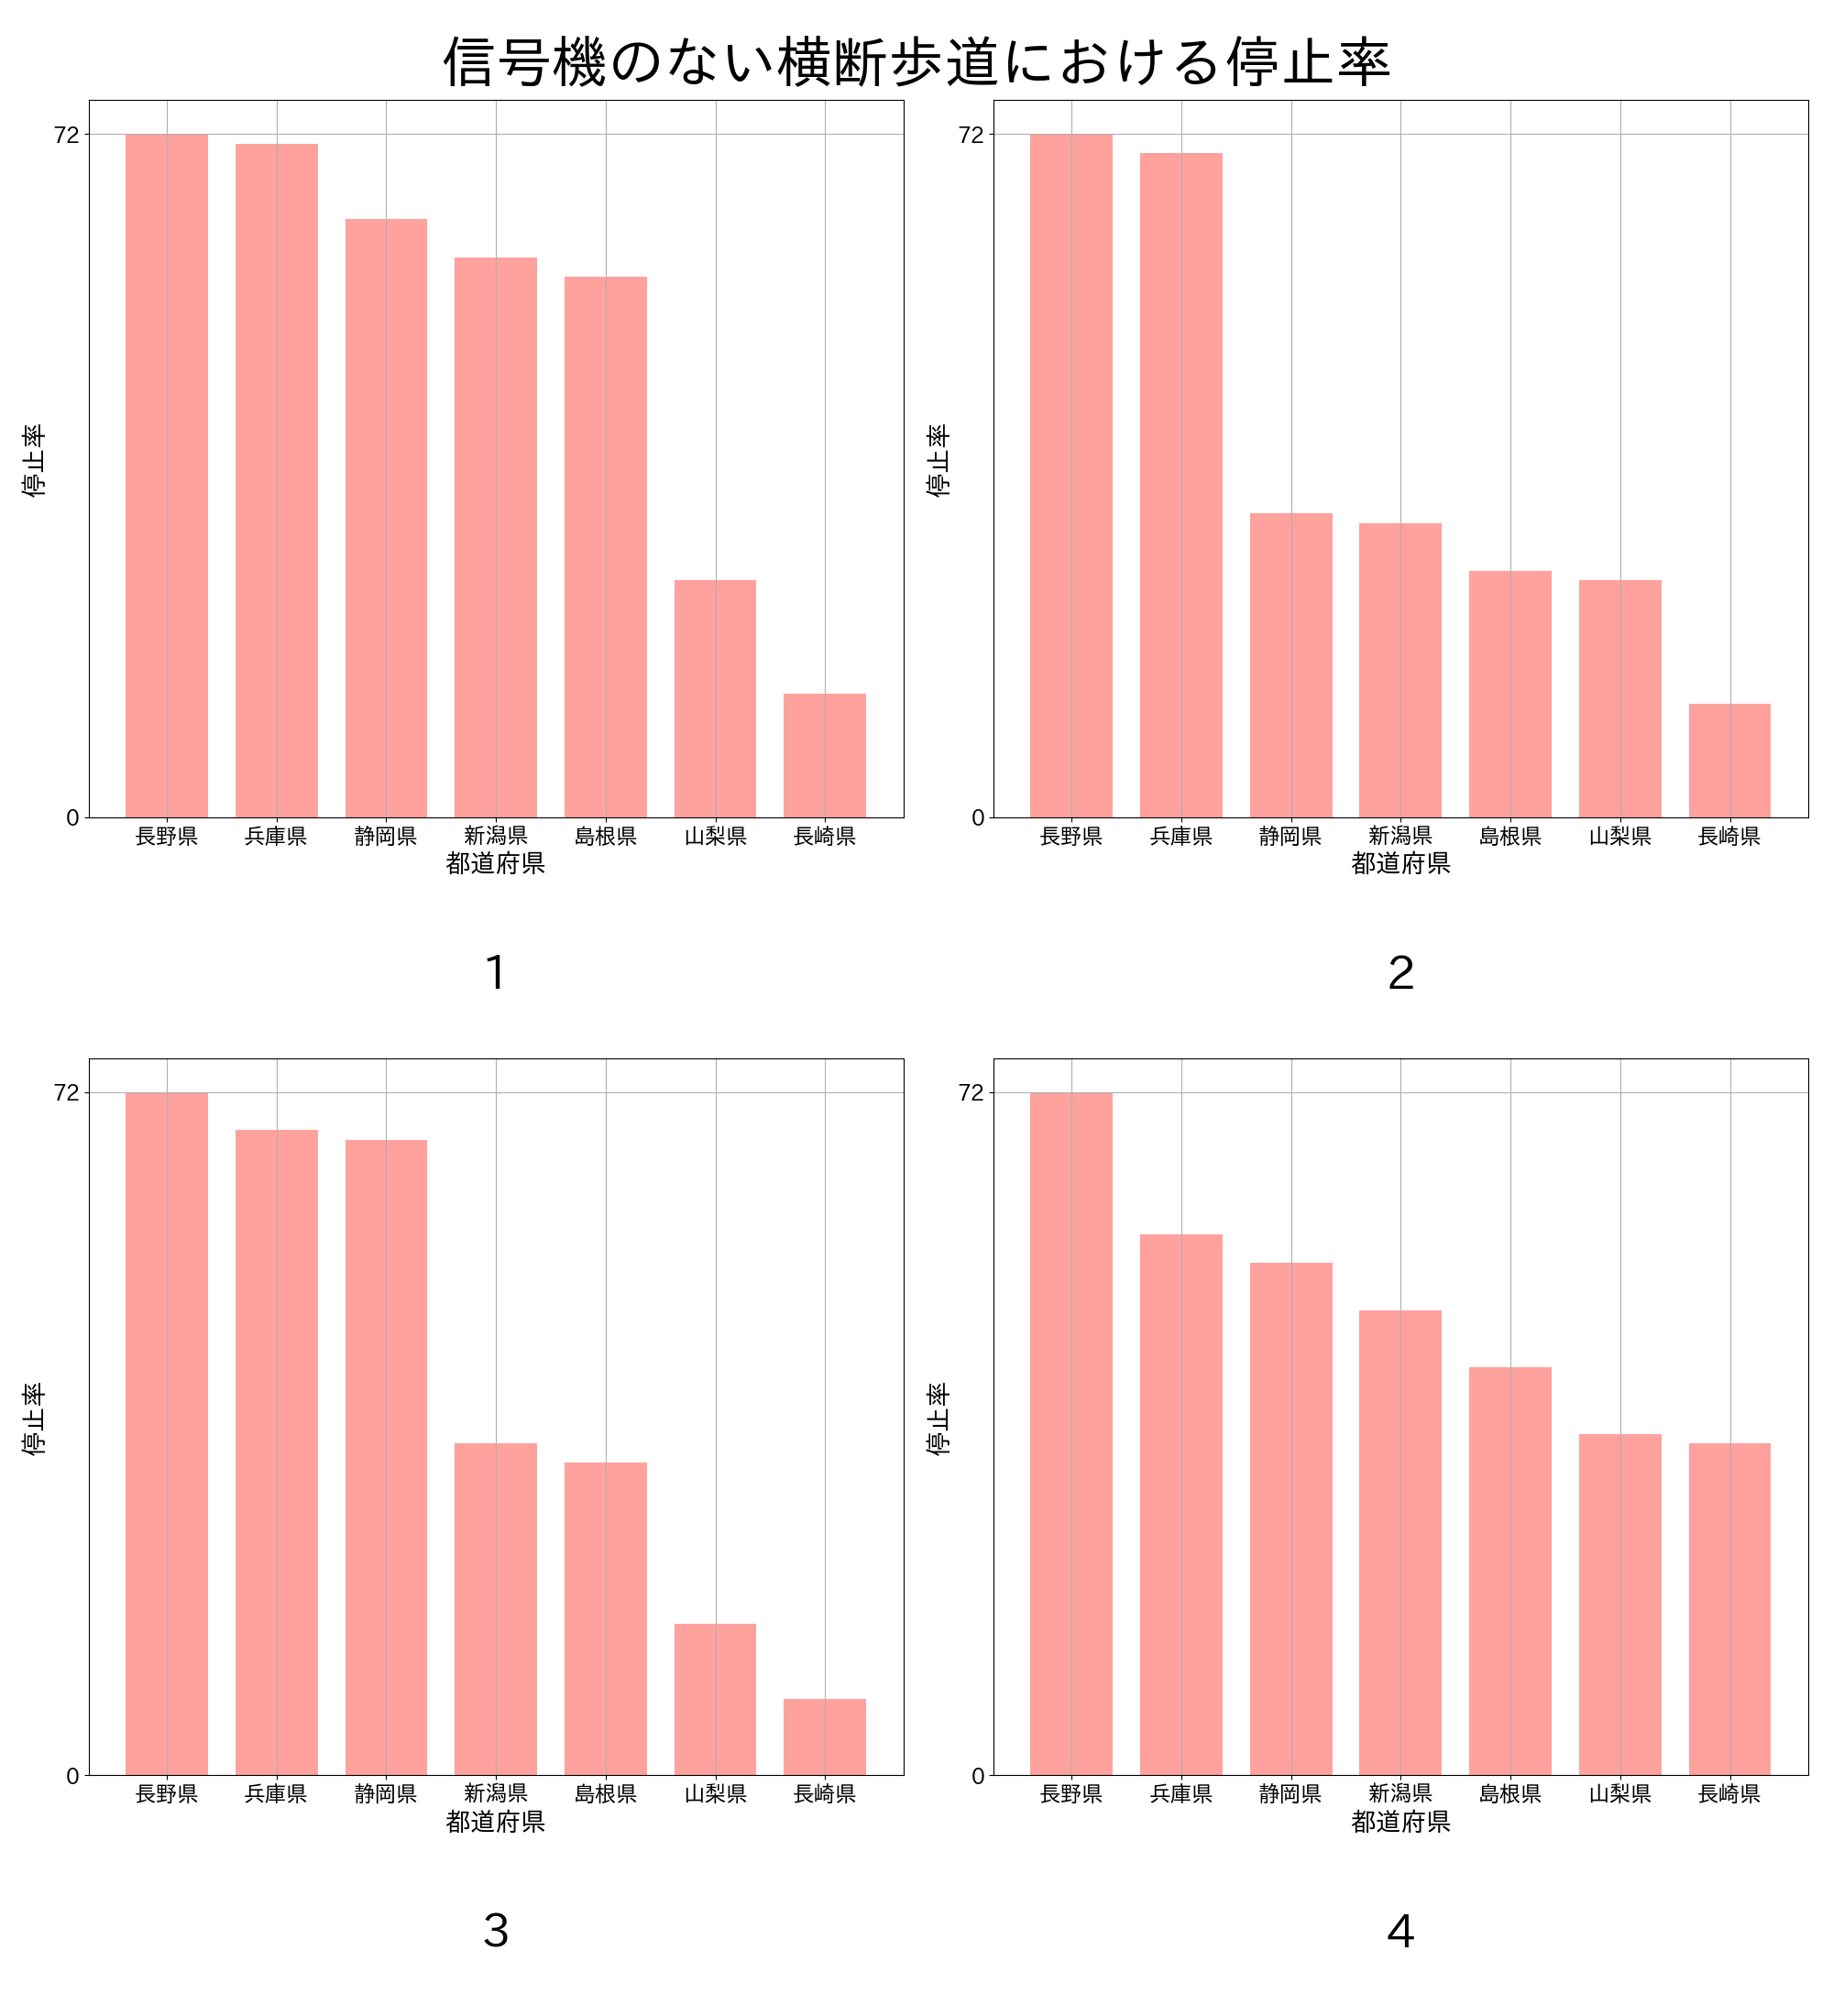 信号機のない横断歩道における停止率
72
停止率
0
長野県 兵庫県 静岡県 新潟県 島根県 山梨県 長崎県
都道府県
1
72
停止率
0
長野県 兵庫県 静岡県 新潟県 島根県 山梨県 長崎県
都道府県
2
72
停止率
0
長野県 兵庫県 静岡県 新潟県 島根県 山梨県 長崎県
都道府県
3
72
停止率
0
長野県 兵庫県 静岡県 新潟県 島根県 山梨県 長崎県
都道府県
4